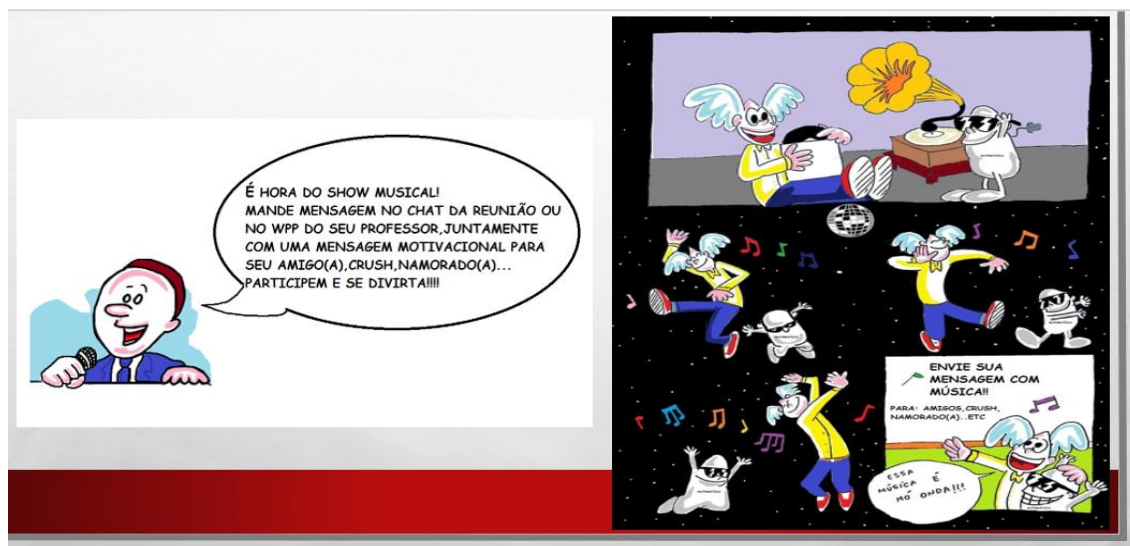 É HORA DO SHOW MUSICAL!
MANDE MENSAGEM NO CHAT DA REUNIÃO OU
NO WPP DO SEU PROFESSOR,JUNTAMENTE
COM UMA MENSAGEM MOTIVACIONAL PARA
SEU AMIGO(A),CRUSH,NAMORADO(A)...
PARTICIPEM E SE DIVIRTA!!!!
ENVIE SUA
MENSAGEM COM
MÚSICA!!
PARA: AMIGOS,CRUSH,
NAMORADO(A)..ETC
ESSA
MÚSICA É
MÓ ONDA!!!